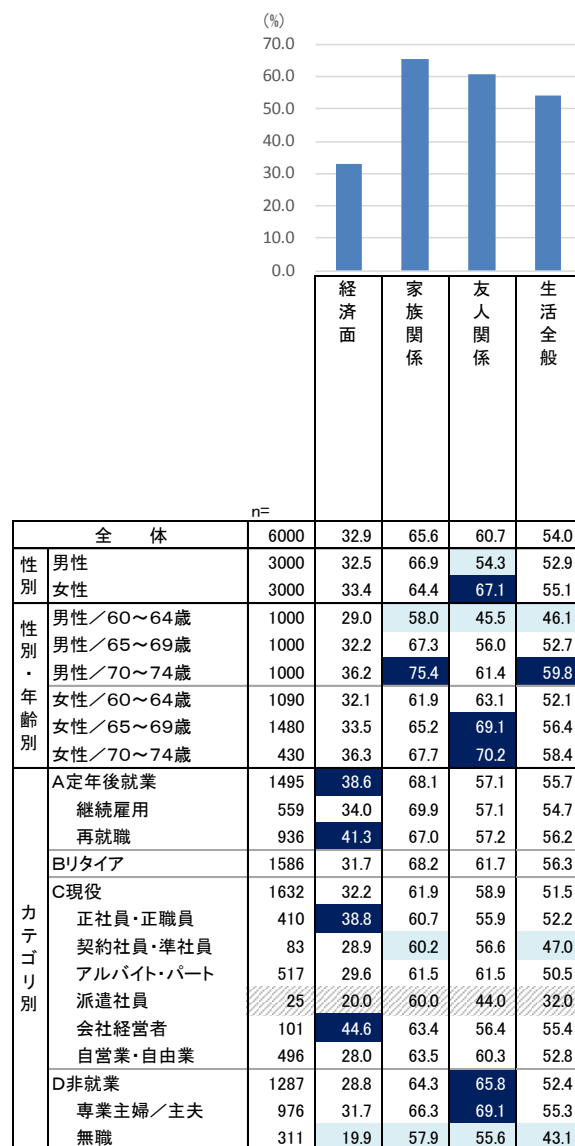 (%)
70.0
60.0
50.0
40.0
30.0
20.0
10.0
0.0
経済面
家族関係
友人関係
生活全般
n=
全 体 6000 32.9 65.6 60.7 54.0
性別
男性 3000 32.5 66.9 54.3 52.9
女性 3000 33.4 64.4 67.1 55.1
性別・年齢別
男性/60~64歳 1000 29.0 58.0 45.5 46.1
男性/65~69歳 1000 32.2 67.3 56.0 52.7
男性/70~74歳 1000 36.2 75.4 61.4 59.8
女性/60~64歳 1090 32.1 61.9 63.1 52.1
女性/65~69歳 1480 33.5 65.2 69.1 56.4
女性/70~74歳 430 36.3 67.7 70.2 58.4
カテゴリ別
A定年後就業 1495 38.6 68.1 57.1 55.7
継続雇用 559 34.0 69.9 57.1 54.7
再就職 936 41.3 67.0 57.2 56.2
Bリタイア 1586 31.7 68.2 61.7 56.3
C現役 1632 32.2 61.9 58.9 51.5
正社員・正職員 410 38.8 60.7 55.9 52.2
契約社員・準社員 83 28.9 60.2 56.6 47.0
アルバイト・パート 517 29.6 61.5 61.5 50.5
派遣社員 25 20.0 60.0 44.0 32.0
会社経営者 101 44.6 63.4 56.4 55.4
自営業・自由業 496 28.0 63.5 60.3 52.8
D非就業 1287 28.8 64.3 65.8 52.4
専業主婦/主夫 976 31.7 66.3 69.1 55.3
無職 311 19.9 57.9 55.6 43.1